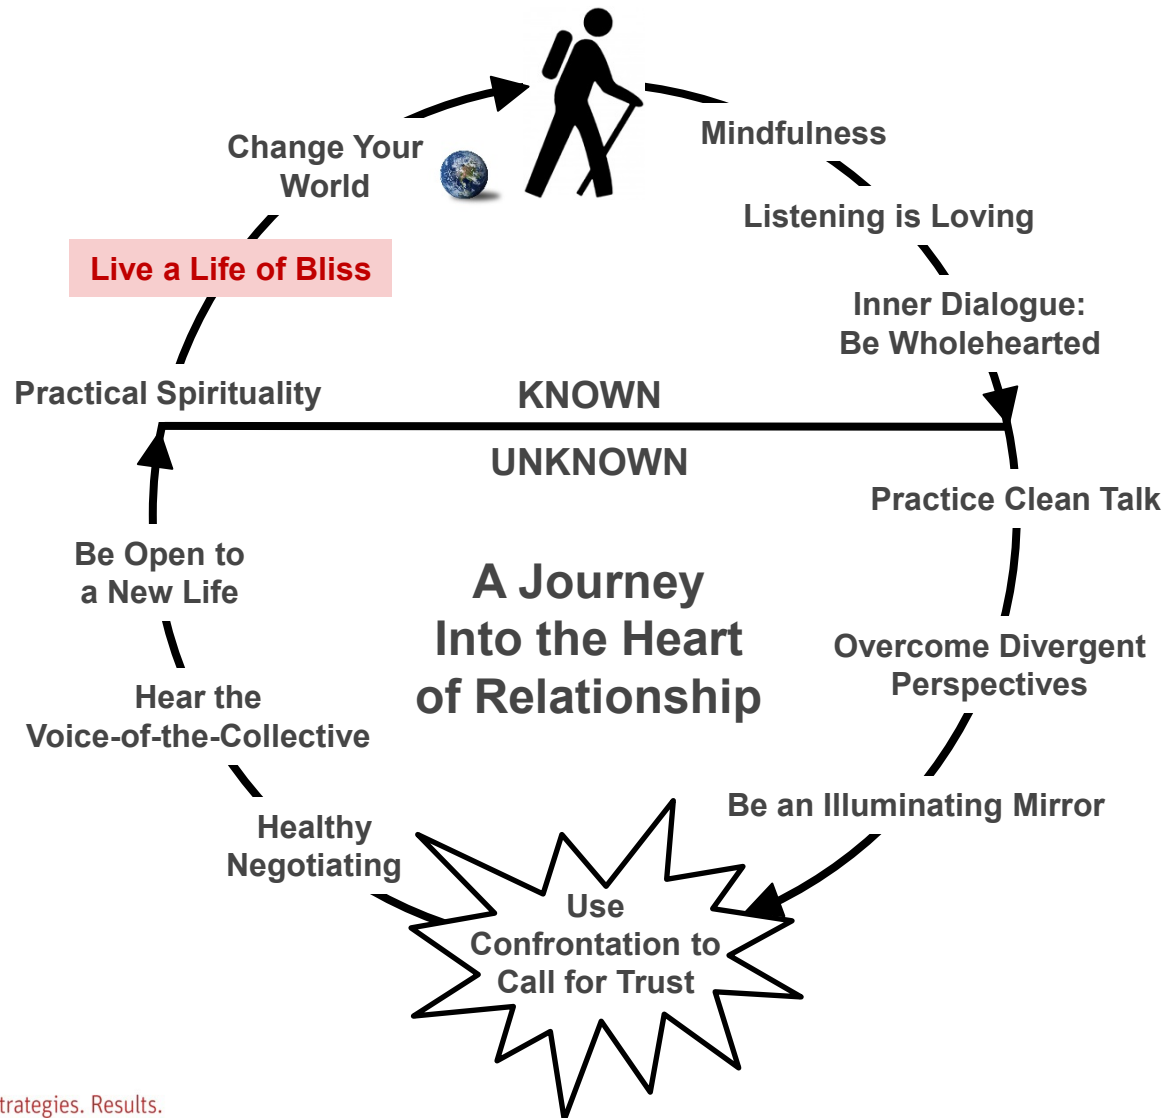 Change Your
World
Mindfulness
Listening is Loving
Live a Life of Bliss
Inner Dialogue:
Be Wholehearted
Practical Spirituality
KNOWN
UNKNOWN
Practice Clean Talk
Be Open to
a New Life
A Journey
Into the Heart
of Relationship
Overcome Divergent
Perspectives
Hear the
Voice-of-the-Collective
Be an Illuminating Mirror
Healthy
Negotiating
Use
Confrontation to
Call for Trust
trategies. Results.